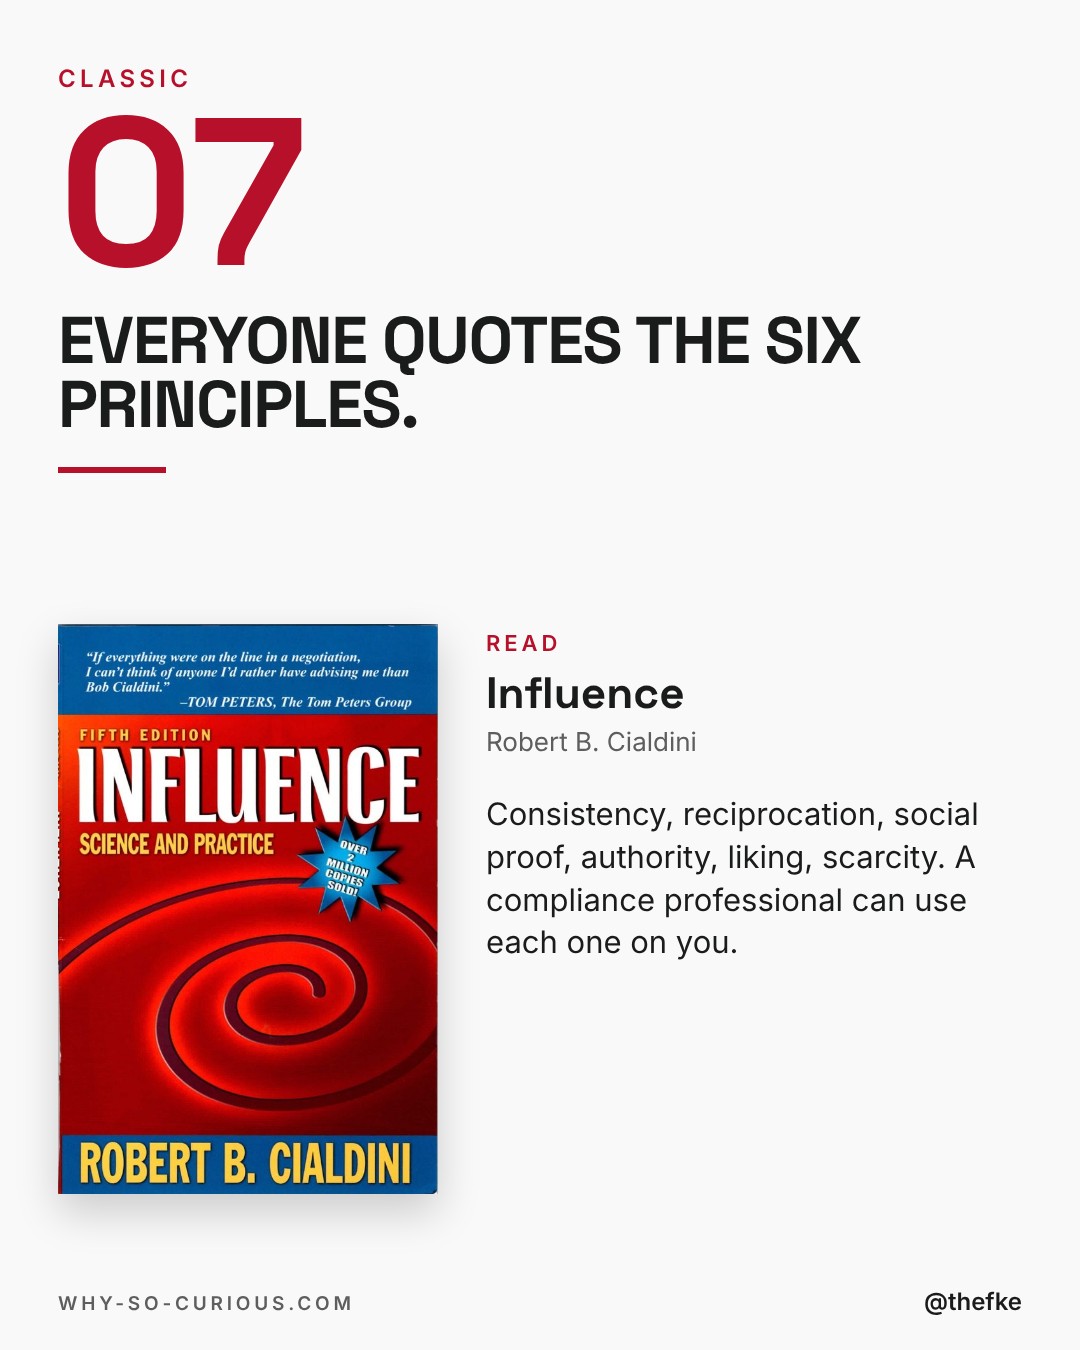 CLASSIC
07
EVERYONE QUOTES THE SIX
PRINCIPLES.
“If everything were on the line in a negotiation,
I can’t think of anyone I’d rather have advising me than
Bob Cialdini.”
–TOM PETERS, The Tom Peters Group
FIFTH EDITION
INFLUENCE
SCIENCE AND PRACTICE
OVER
2
MILLION
COPIES
SOLD!
ROBERT B. CIALDINI
READ
Influence
Robert B. Cialdini
Consistency, reciprocation, social
proof, authority, liking, scarcity. A
compliance professional can use
each one on you.
WHY-SO-CURIOUS.COM
@thefke